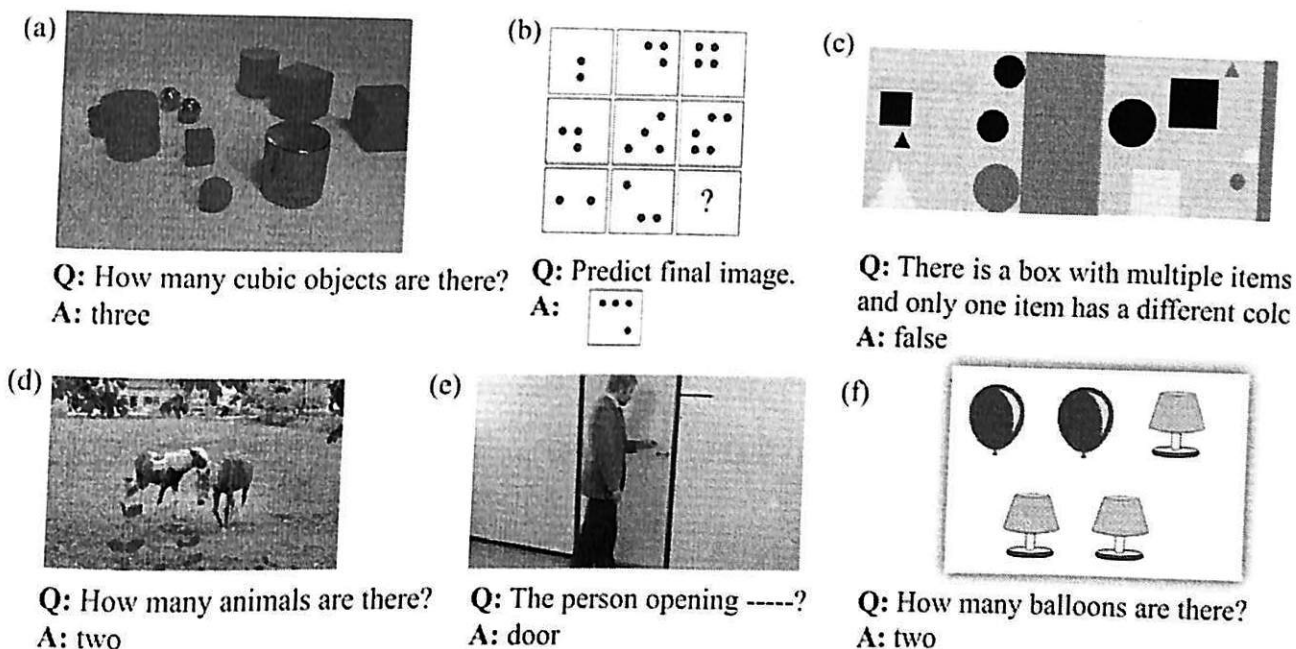 (a)
(b)
?
(c)
Q: How many cubic objects are there?
A: three
Q: Predict final image.
A:
Q: There is a box with multiple items
and only one item has a different colc
A: false
(d)
(e)
(f)
Q: How many animals are there?
A: two
Q: The person opening -----?
A: door
Q: How many balloons are there?
A: two